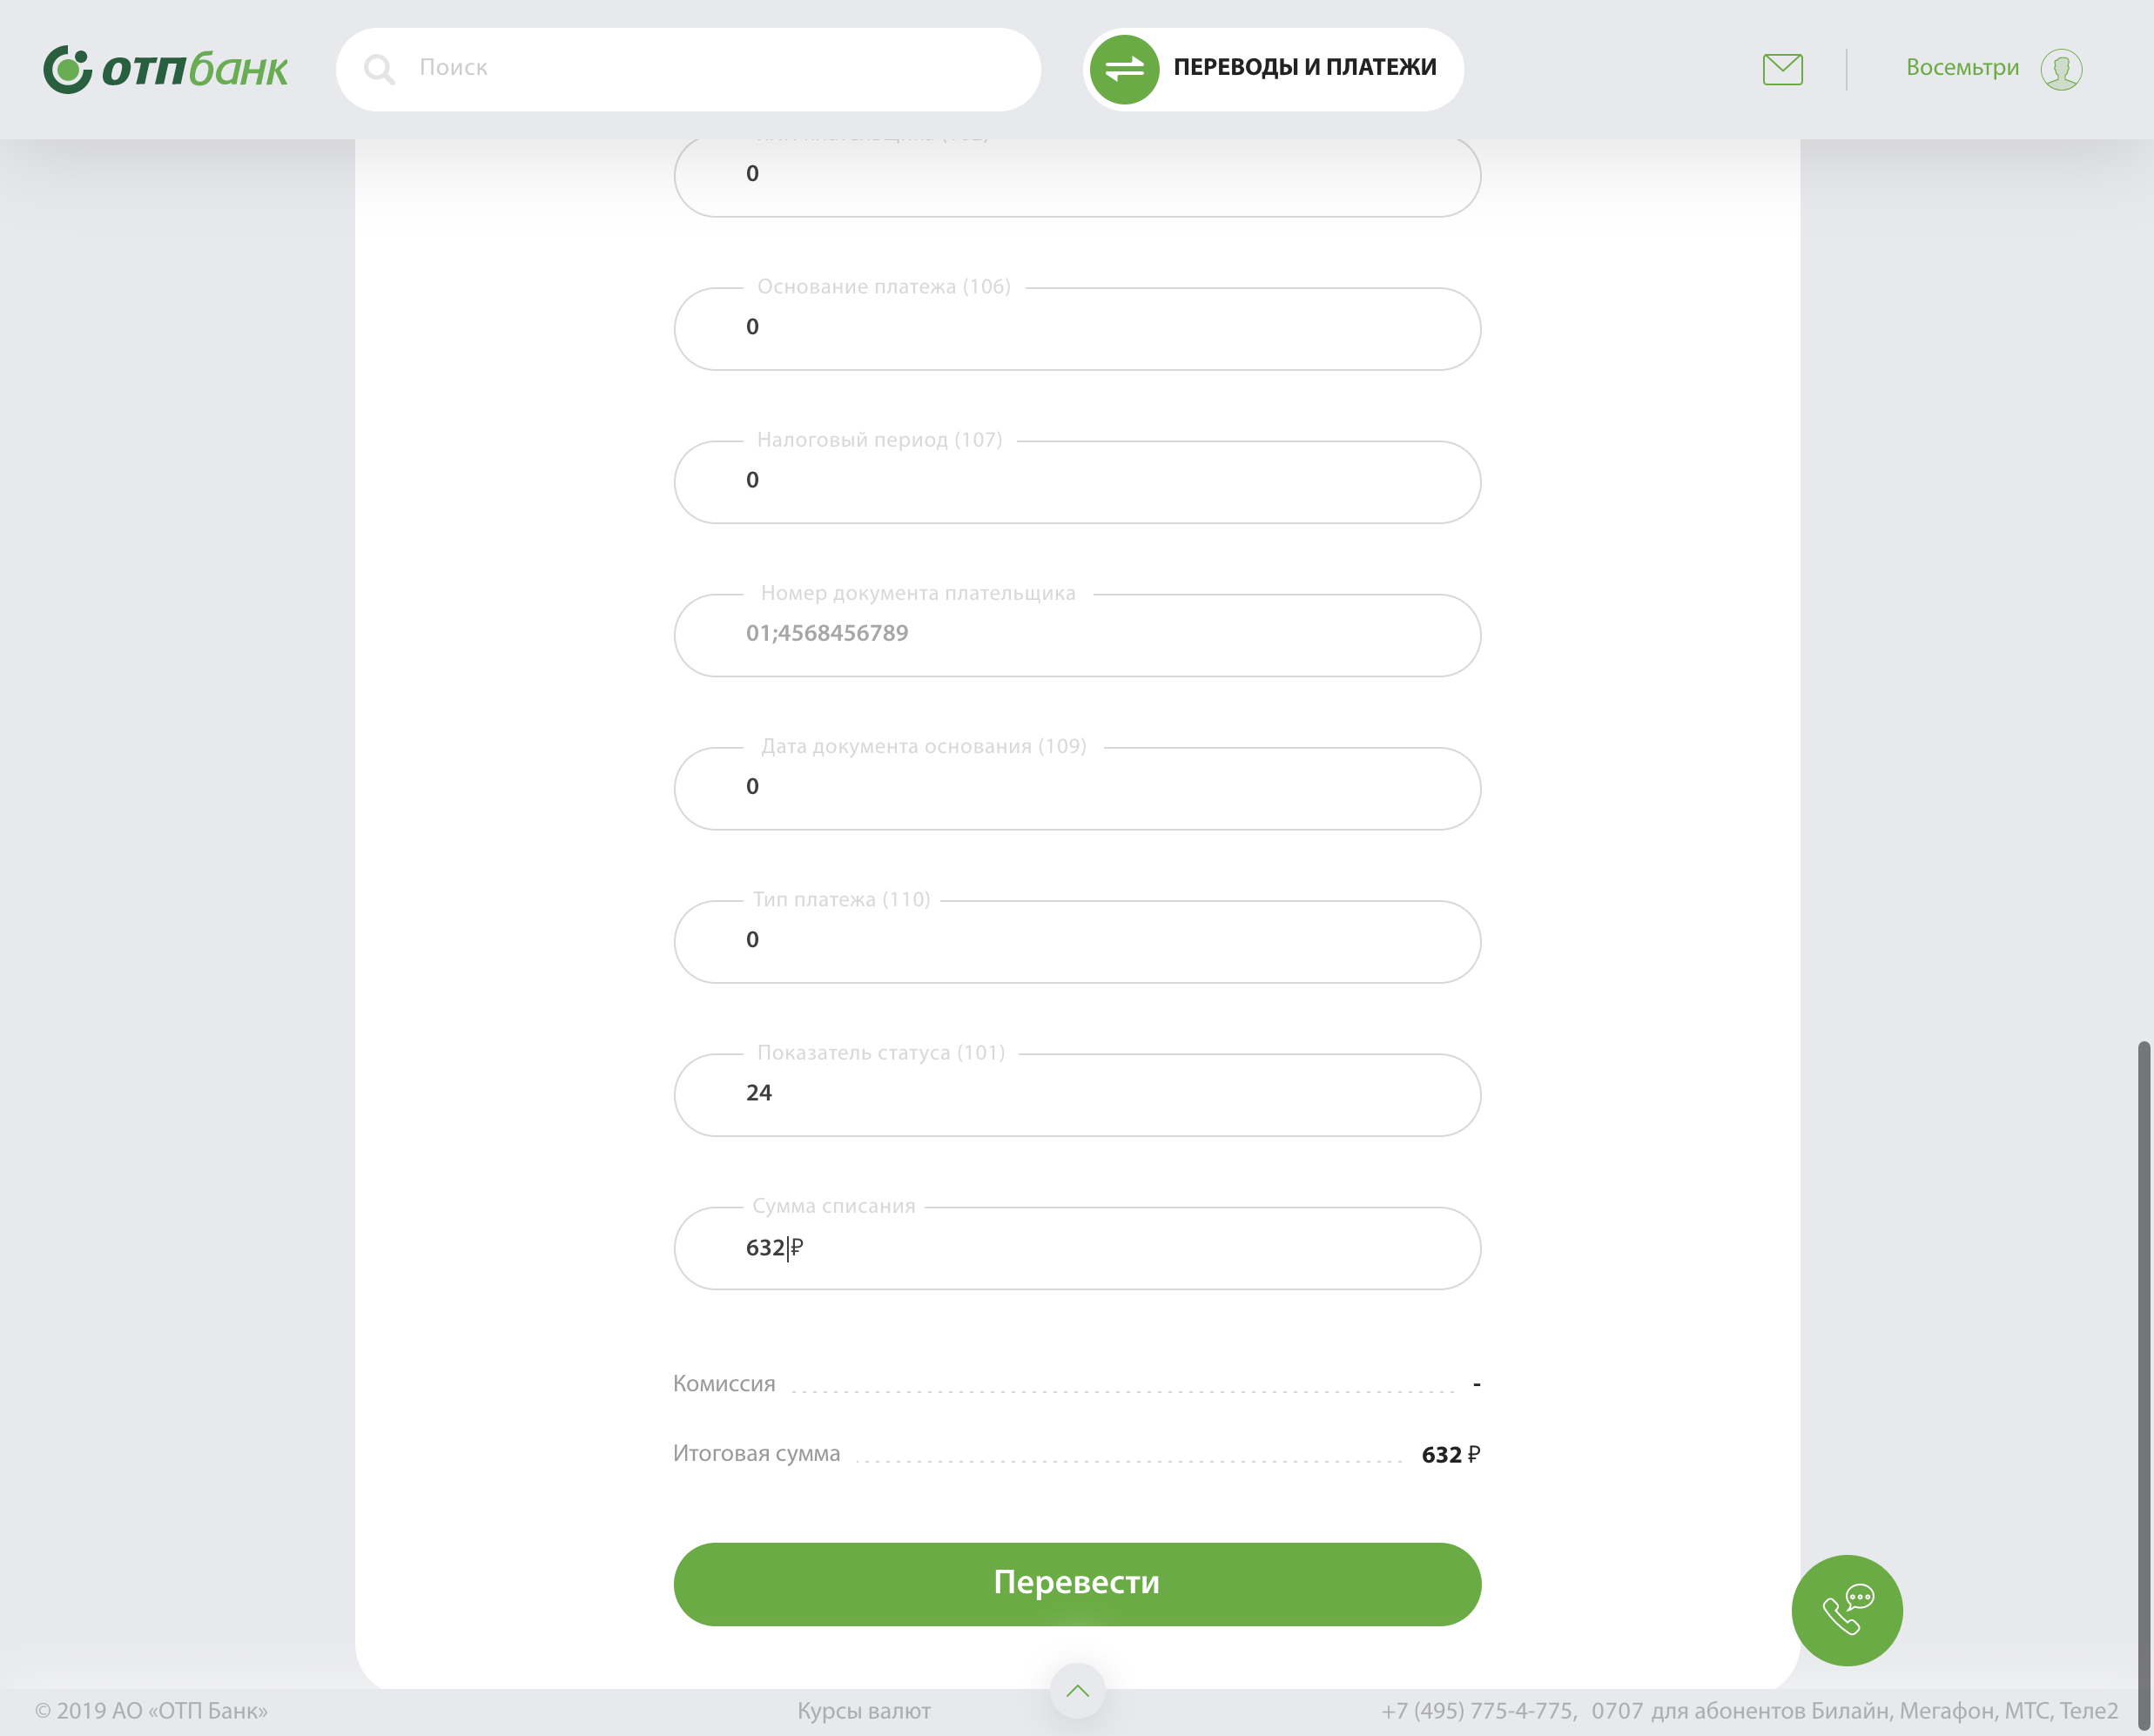 отпбанк
Поиск
ПЕРЕВОДЫ И ПЛАТЕЖИ
Восемьтри
0
Основание платежа (106)
0
Налоговый период (107)
0
Номер документа плательщика
01;4568456789
Дата документа основания (109)
0
Тип платежа (110)
0
Показатель статуса (101)
24
Сумма списания
632 ₽
Комиссия -
Итоговая сумма 632 ₽
Перевести
© 2019 АО «ОТП Банк» Курсы валют +7 (495) 775-4-775, 0707 для абонентов Билайн, Мегафон, МТС, Теле2